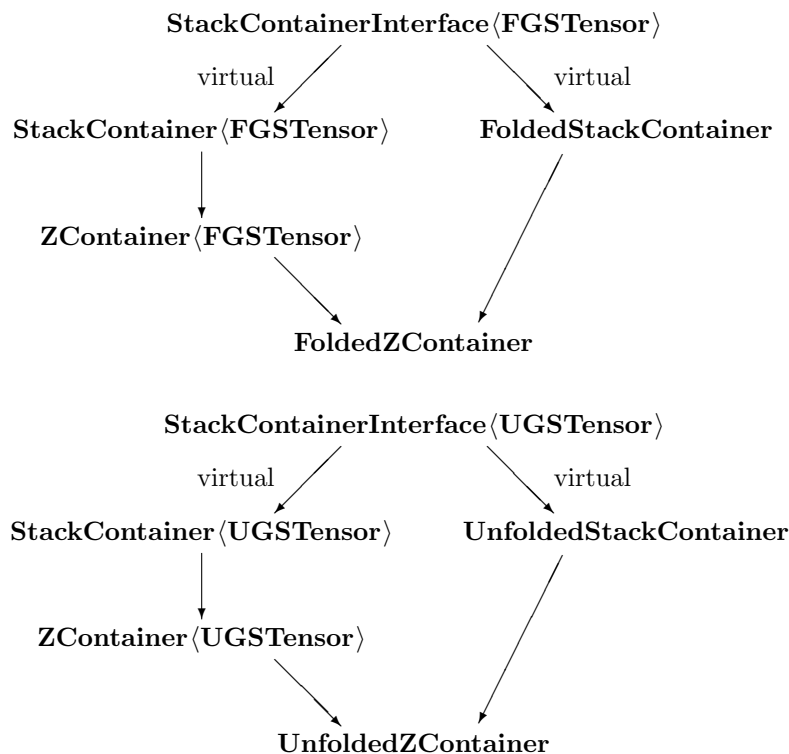 StackContainerInterface⟨FGSTensor⟩
virtual virtual
StackContainer⟨FGSTensor⟩ FoldedStackContainer
ZContainer⟨FGSTensor⟩
FoldedZContainer
StackContainerInterface⟨UGSTensor⟩
virtual virtual
StackContainer⟨UGSTensor⟩ UnfoldedStackContainer
ZContainer⟨UGSTensor⟩
UnfoldedZContainer